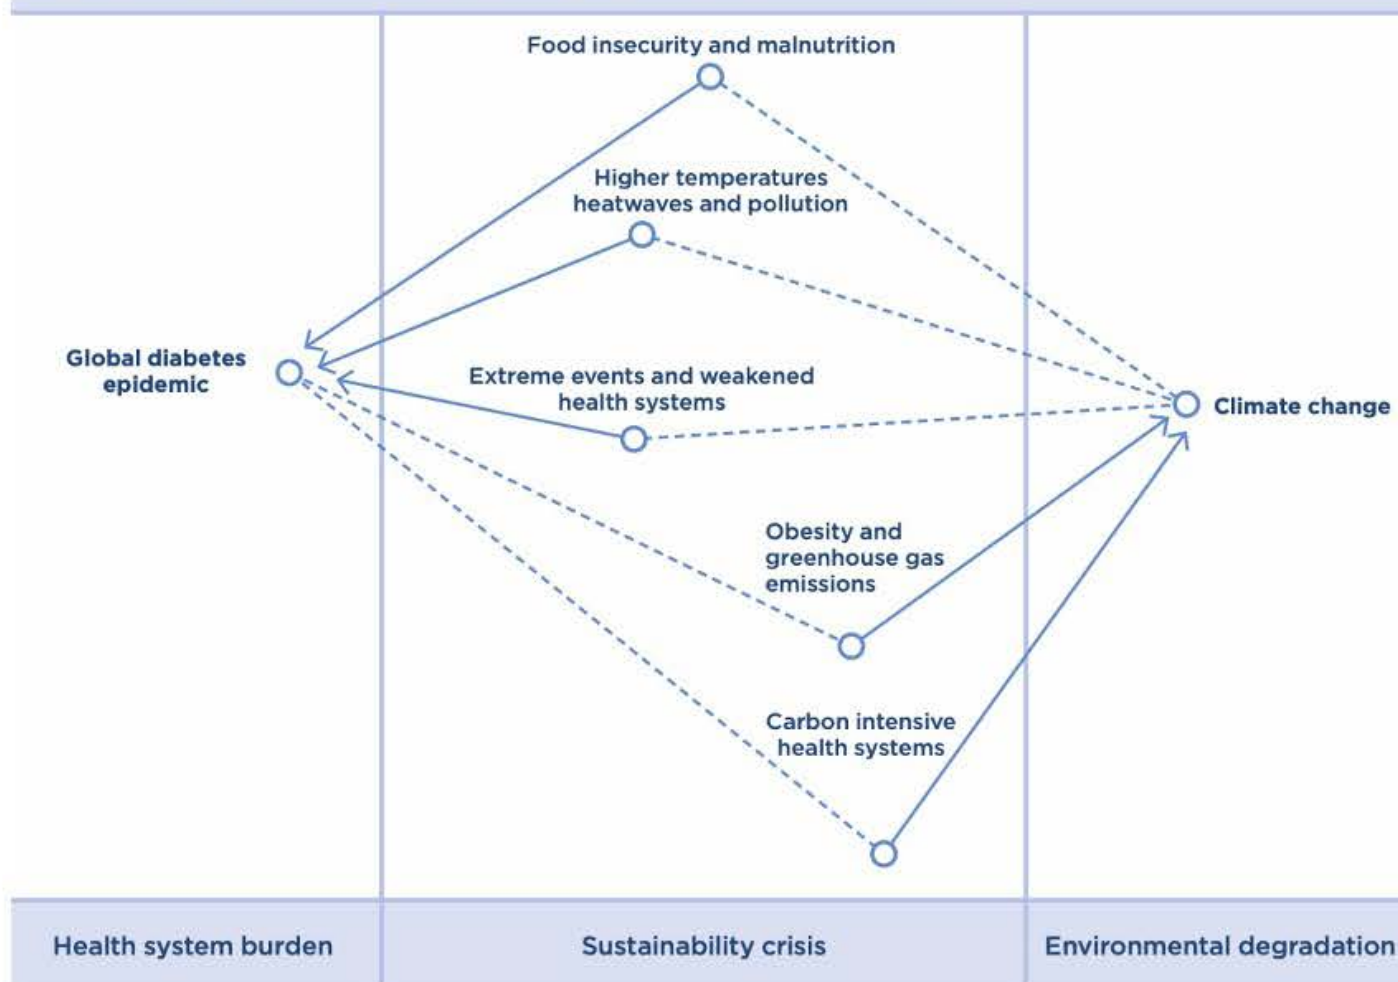 Food insecurity and malnutrition
Higher temperatures
heatwaves and pollution
Global diabetes
epidemic
Extreme events and weakened
health systems
Climate change
Obesity and
greenhouse gas
emissions
Carbon intensive
health systems
Health system burden
Sustainability crisis
Environmental degradation